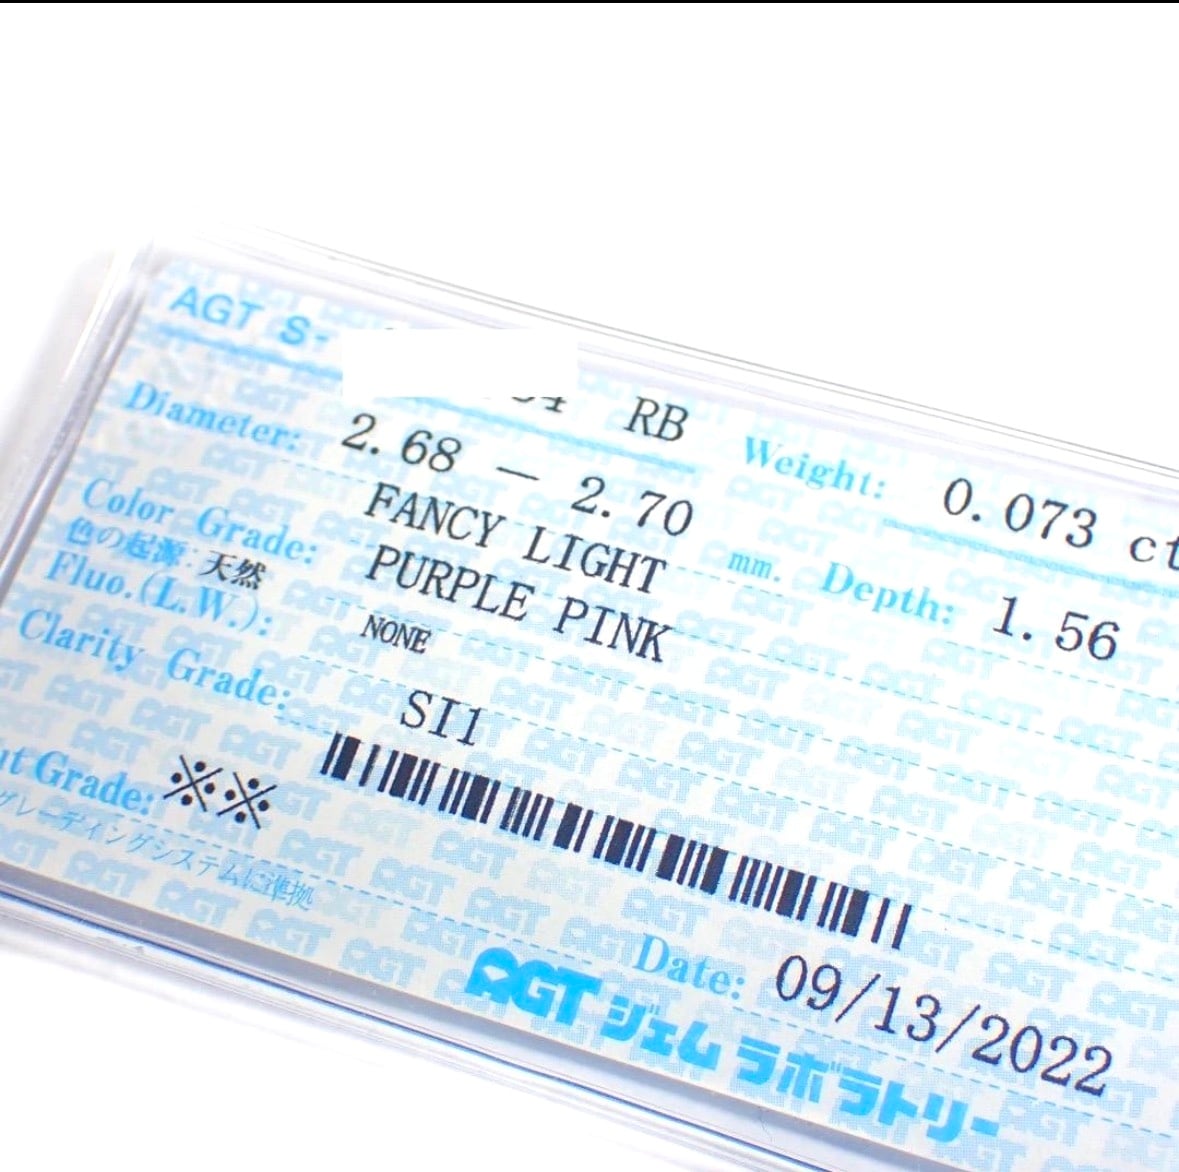 AGT
RB
Weight: 0.073 ct
Diameter: 2.68 - 2.70 mm. Depth: 1.56
Color Grade: FANCY LIGHT
色の起源: 天然 PURPLE PINK
Fluo.(L.W.): NONE
Clarity Grade: SI1
ut Grade: ※※
グレーディングシステムに準拠
Date: 09/13/2022
AGT ジェム ラボラトリー